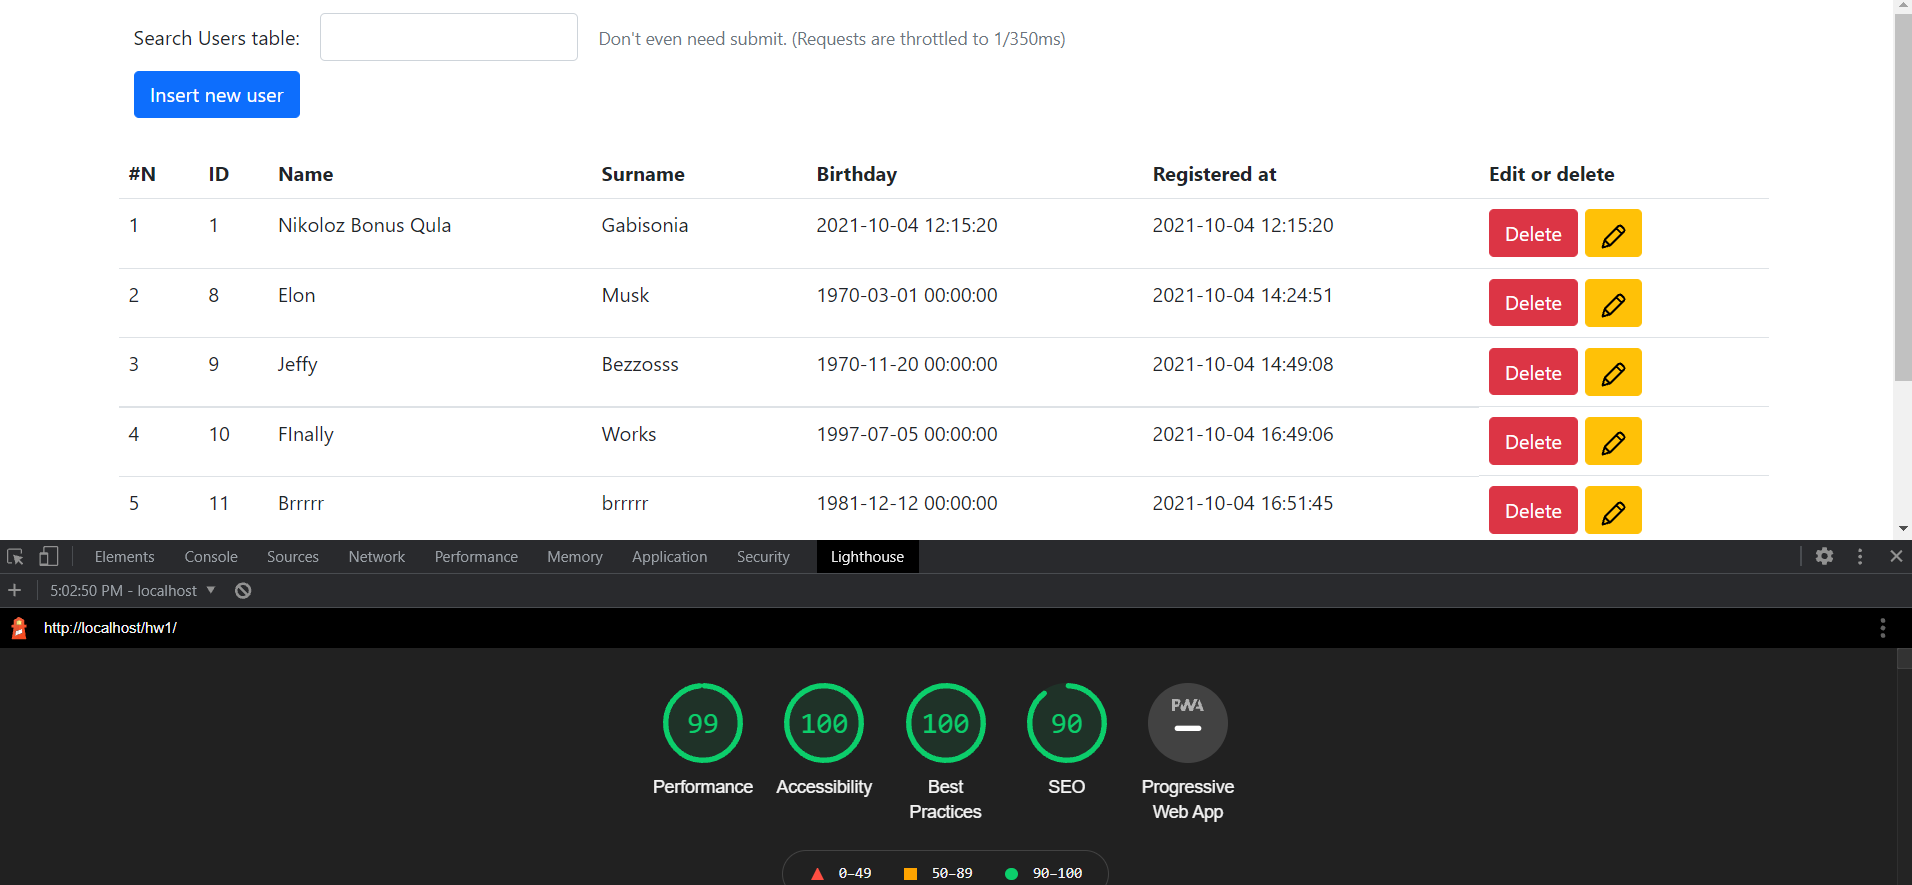 Search Users table: Don't even need submit. (Requests are throttled to 1/350ms)
Insert new user
#N ID Name Surname Birthday Registered at Edit or delete
1 1 Nikoloz Bonus Qula Gabisonia 2021-10-04 12:15:20 2021-10-04 12:15:20 Delete
2 8 Elon Musk 1970-03-01 00:00:00 2021-10-04 14:24:51 Delete
3 9 Jeffy Bezzosss 1970-11-20 00:00:00 2021-10-04 14:49:08 Delete
4 10 FInally Works 1997-07-05 00:00:00 2021-10-04 16:49:06 Delete
5 11 Brrrrr brrrrr 1981-12-12 00:00:00 2021-10-04 16:51:45 Delete
Elements Console Sources Network Performance Memory Application Security Lighthouse
5:02:50 PM - localhost
http://localhost/hw1/
99 100 100 90 PWA
Performance Accessibility Best Practices SEO Progressive Web App
0–49 50–89 90–100